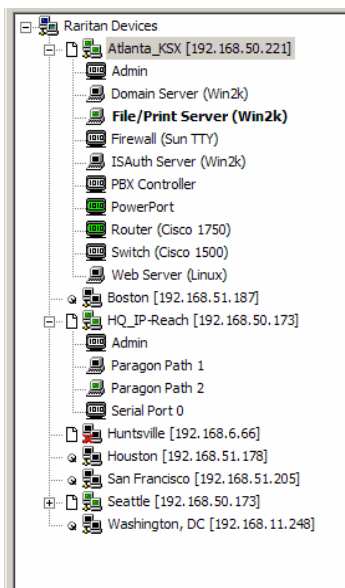 Raritan Devices
Atlanta_KSX [192.168.50.221]
Admin
Domain Server (Win2k)
File/Print Server (Win2k)
Firewall (Sun TTY)
ISAuth Server (Win2k)
PBX Controller
PowerPort
Router (Cisco 1750)
Switch (Cisco 1500)
Web Server (Linux)
Boston [192.168.51.187]
HQ_IP-Reach [192.168.50.173]
Admin
Paragon Path 1
Paragon Path 2
Serial Port 0
Huntsville [192.168.6.66]
Houston [192.168.51.178]
San Francisco [192.168.51.205]
Seattle [192.168.50.173]
Washington, DC [192.168.11.248]